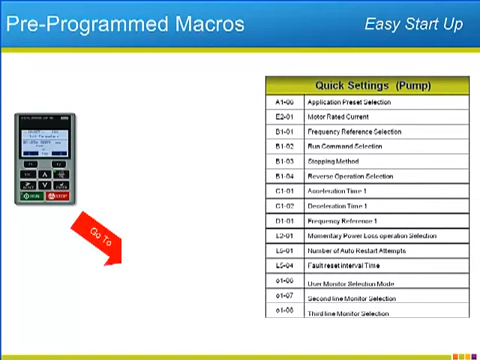 Pre-Programmed Macros
Easy Start Up
Quick Settings (Pump)
A1-00 Application Preset Selection
E2-01 Motor Rated Current
B1-01 Frequency Reference Selection
B1-02 Run Command Selection
B1-03 Stopping Method
B1-04 Reverse Operation Selection
C1-01 Acceleration Time 1
C1-02 Deceleration Time 1
D1-01 Frequency Reference 1
L2-01 Momentary Power Loss operation Selection
L5-01 Number of Auto Restart Attempts
L5-04 Fault reset interval Time
o1-06 User Monitor Selection Mode
o1-07 Second line Monitor Selection
o1-08 Third line Monitor Selection
Go To
RUN
STOP